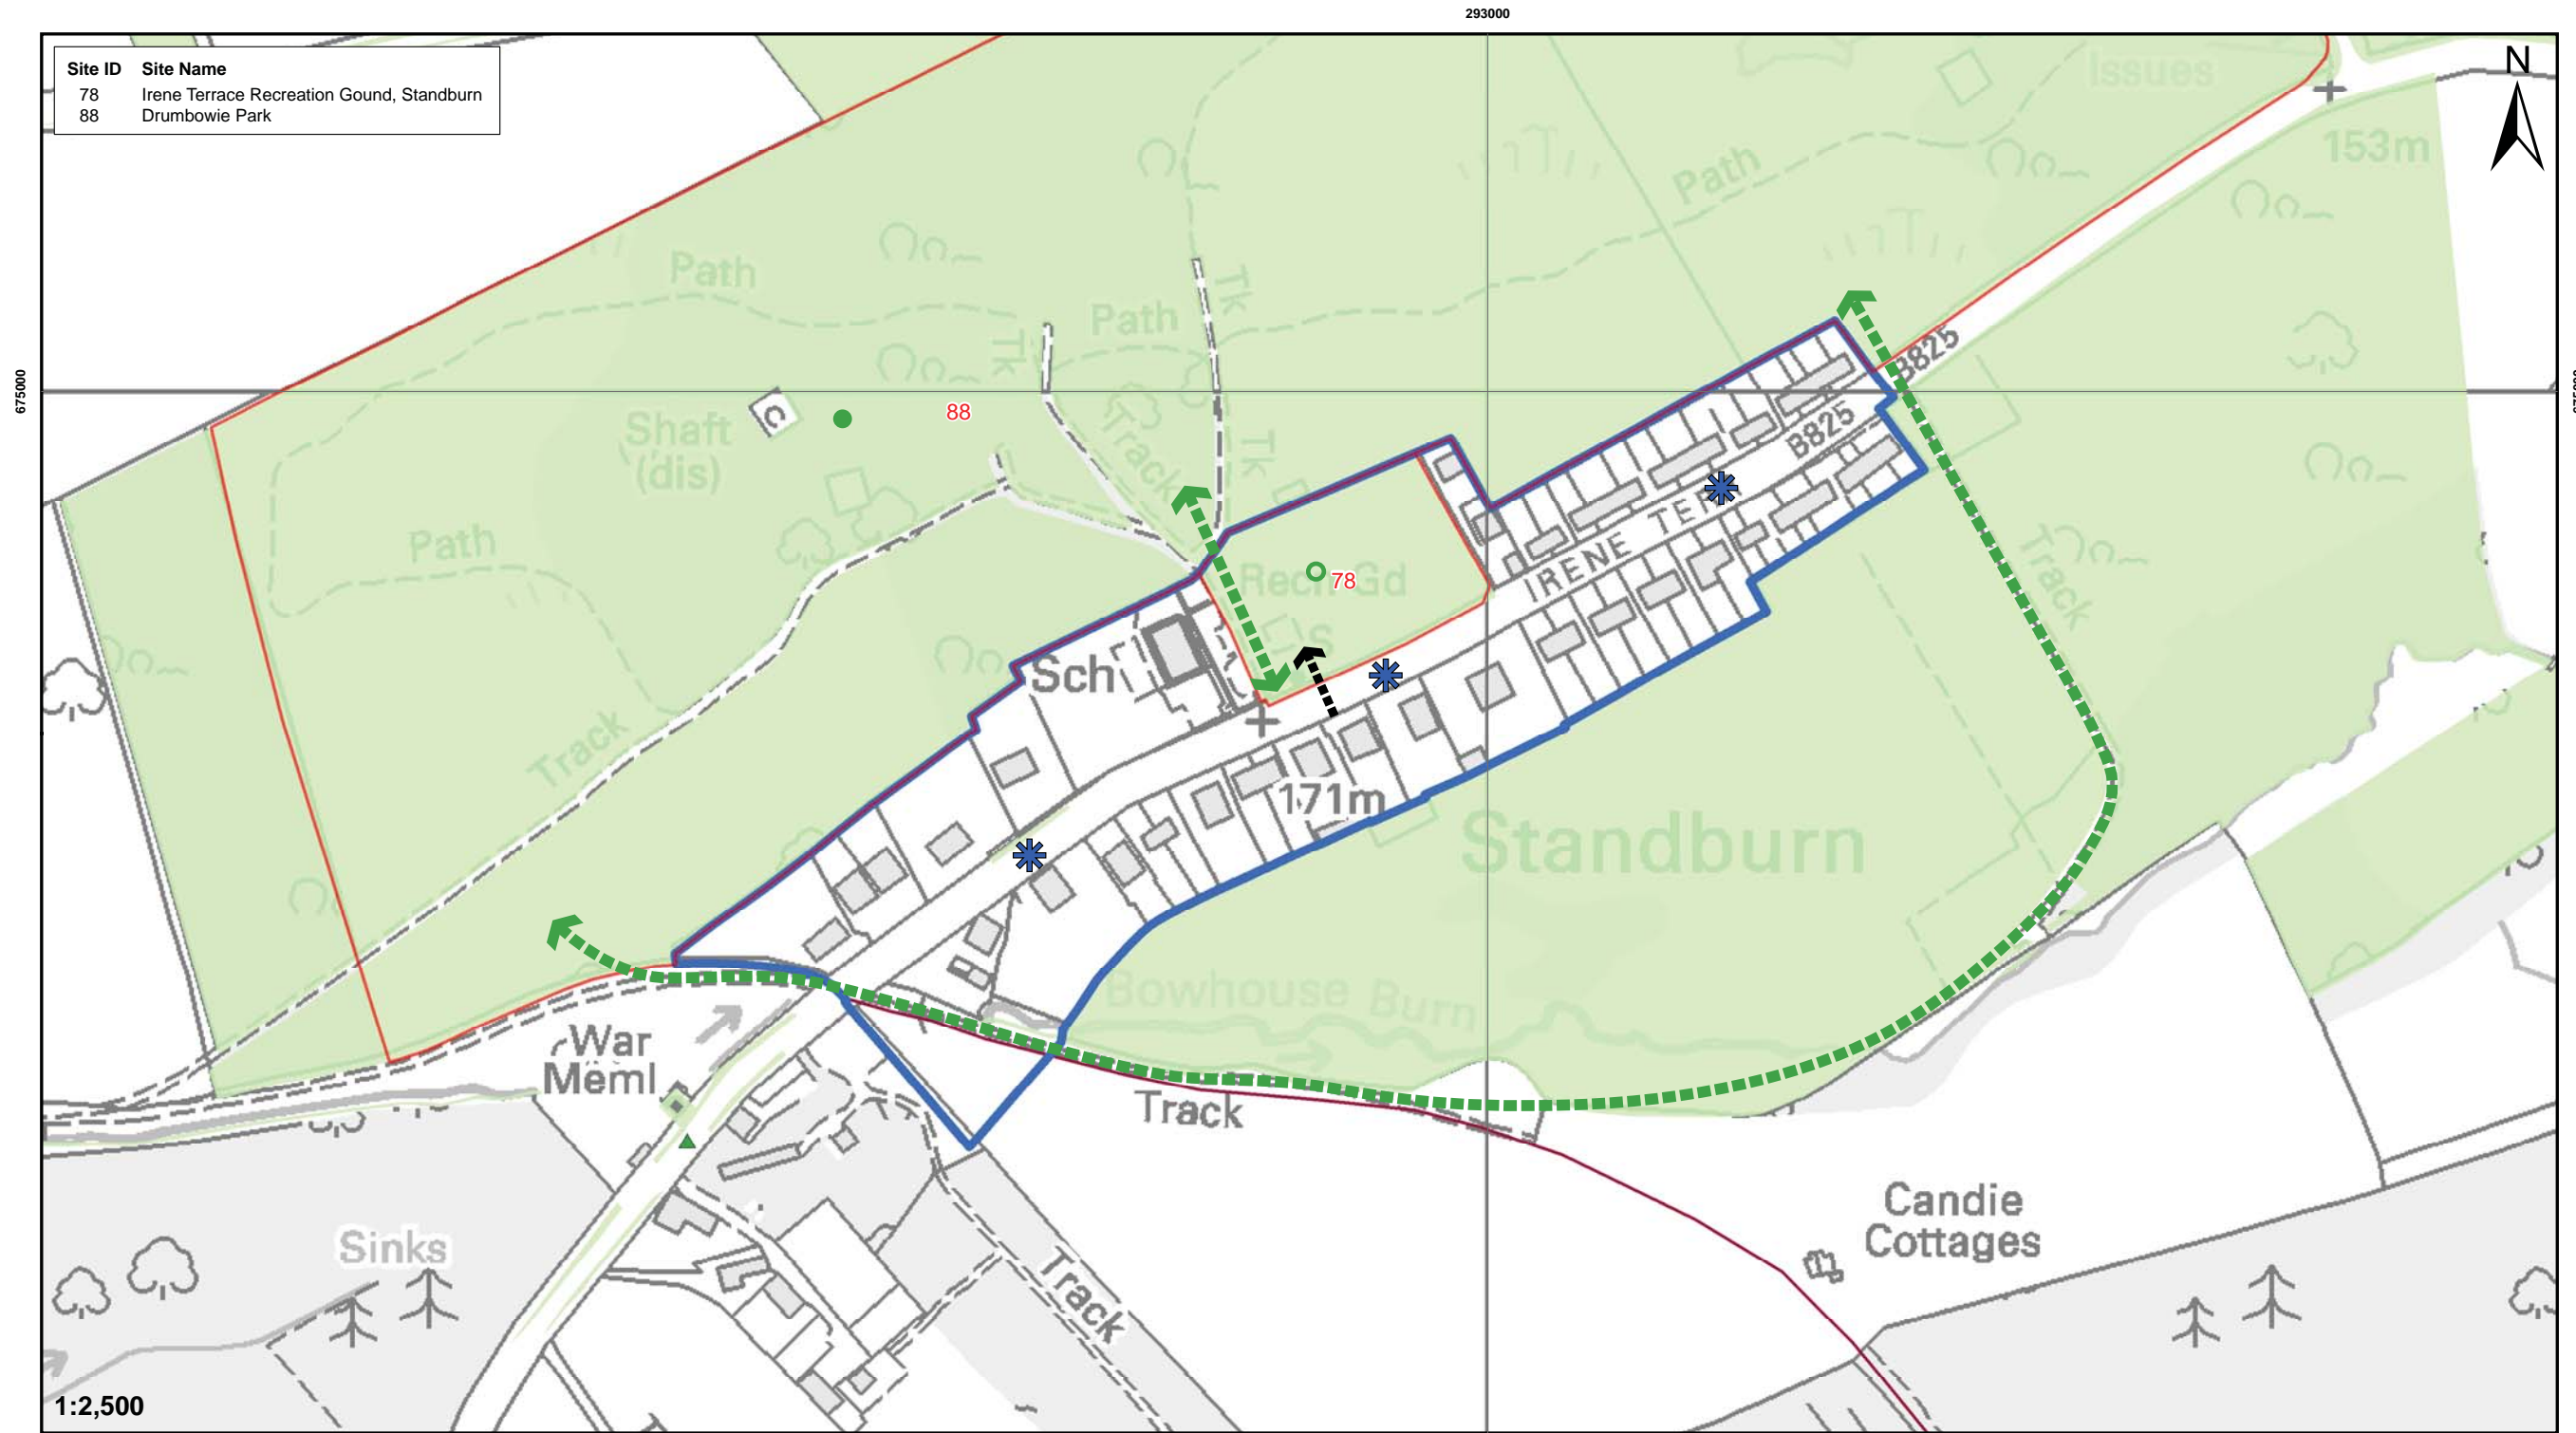 293000
Site ID Site Name
78 Irene Terrace Recreation Gound, Standburn
88 Drumbowie Park
N
Issues
153m
Path
Path
Tk
Path
Tk
B825
675000
88
C
Shaft
(dis)
Track
Tk
B825
Path
Recn Gd
78
IRENE TER
Track
S
Sch
Track
171m
Standburn
Bowhouse Burn
War
Meml
Track
Candie
Cottages
Sinks
Track
1:2,500